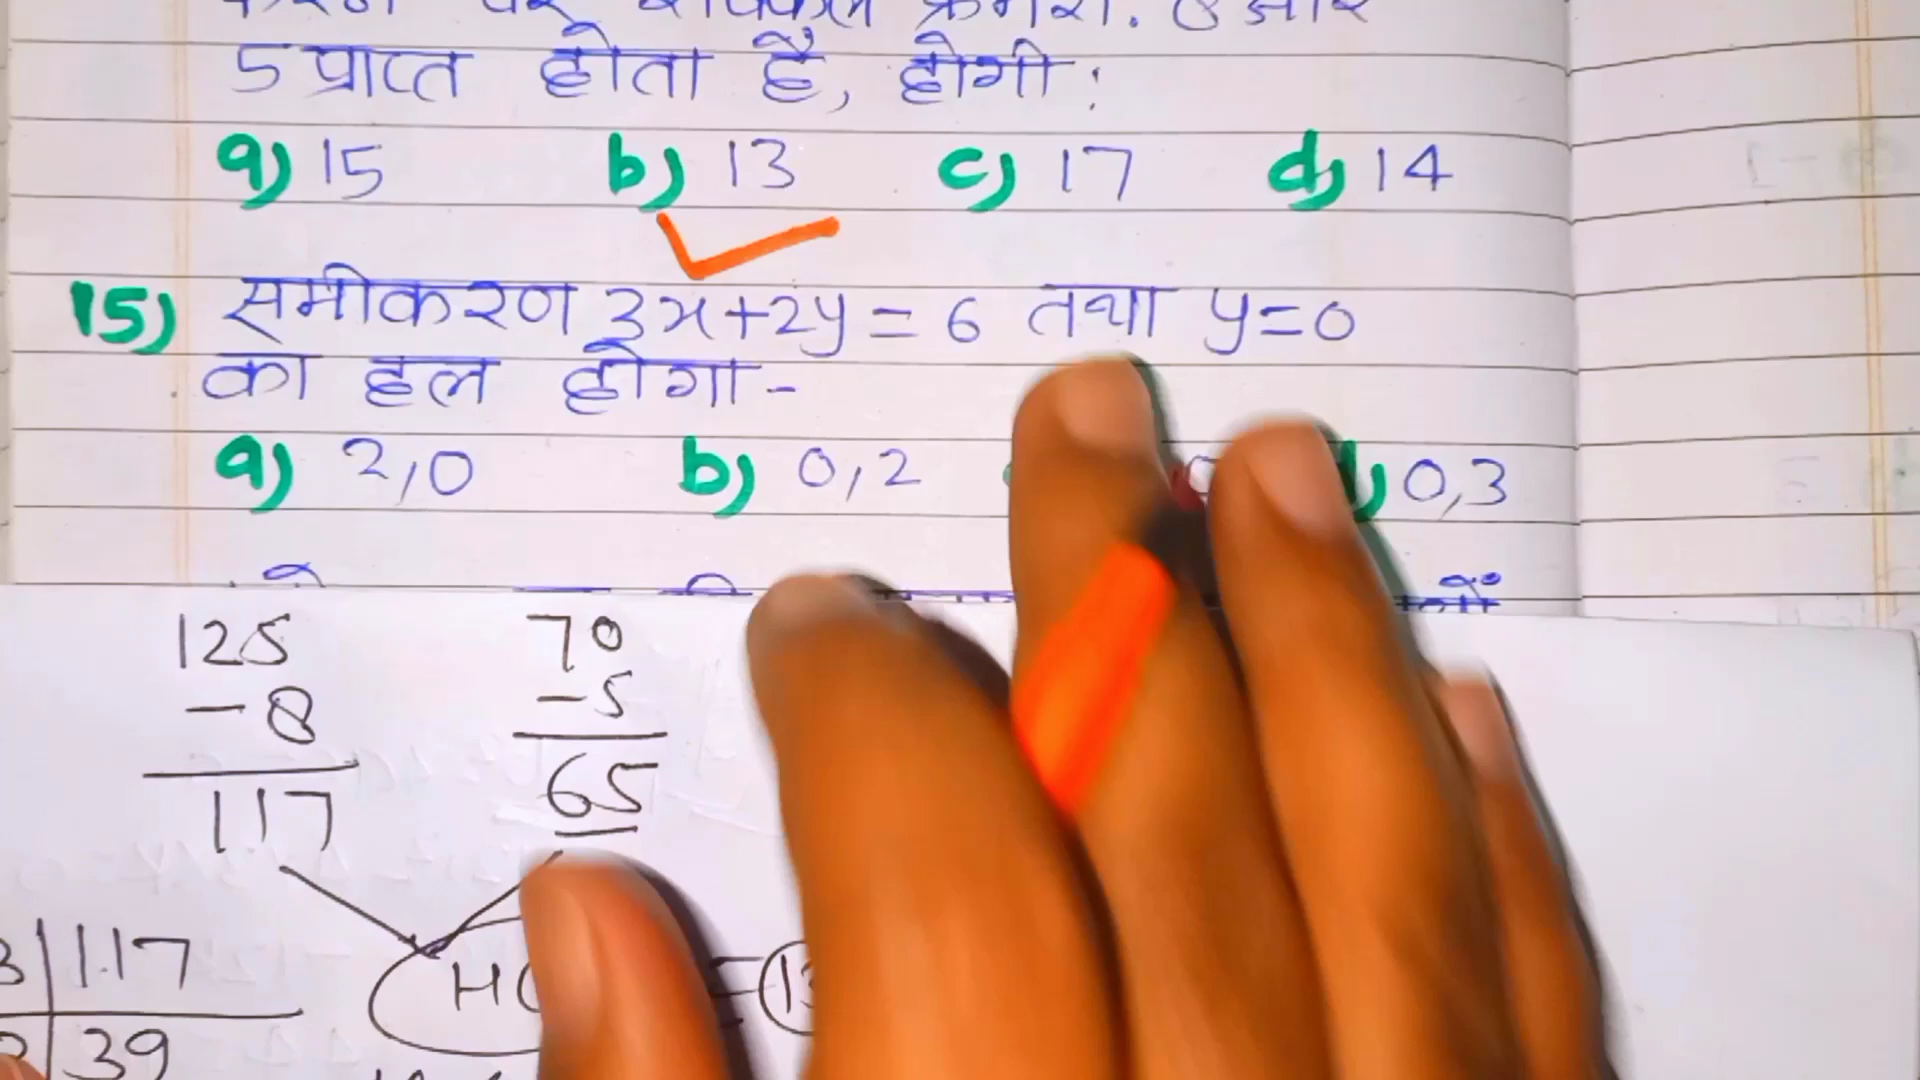 5 प्राप्त होता है, होगी:
a) 15 b) 13 c) 17 d) 14
15) समीकरण 3x+2y=6 तथा y=0
का हल होगा-
a) 2,0 b) 0,2 d) 0,3
125 70
-8 -5
117 65
117
39